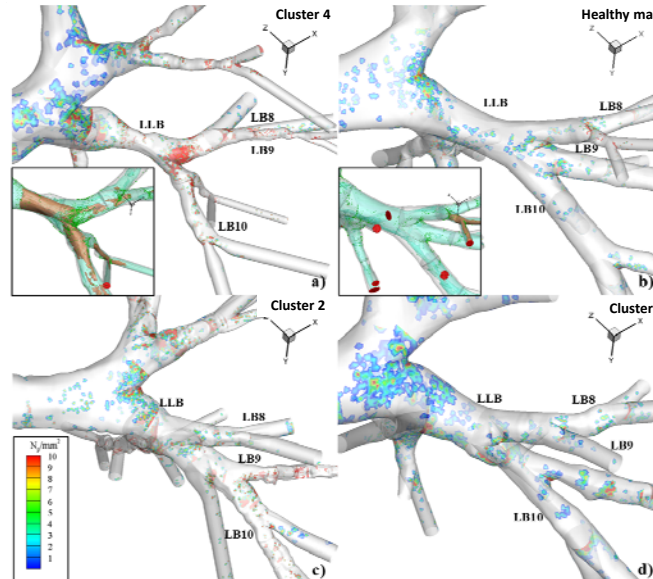 Cluster 4
Z X
Y
LLB
LB8
LB9
LB10
a)
Healthy ma
Z X
Y
LLB
LB8
LB9
LB10
b)
Cluster 2
X
Y
LLB
LB8
LB9
LB10
c)
N_p/mm²
10
9
8
7
6
5
4
3
2
1
Cluster
Z X
Y
LLB
LB8
LB9
LB10
d)